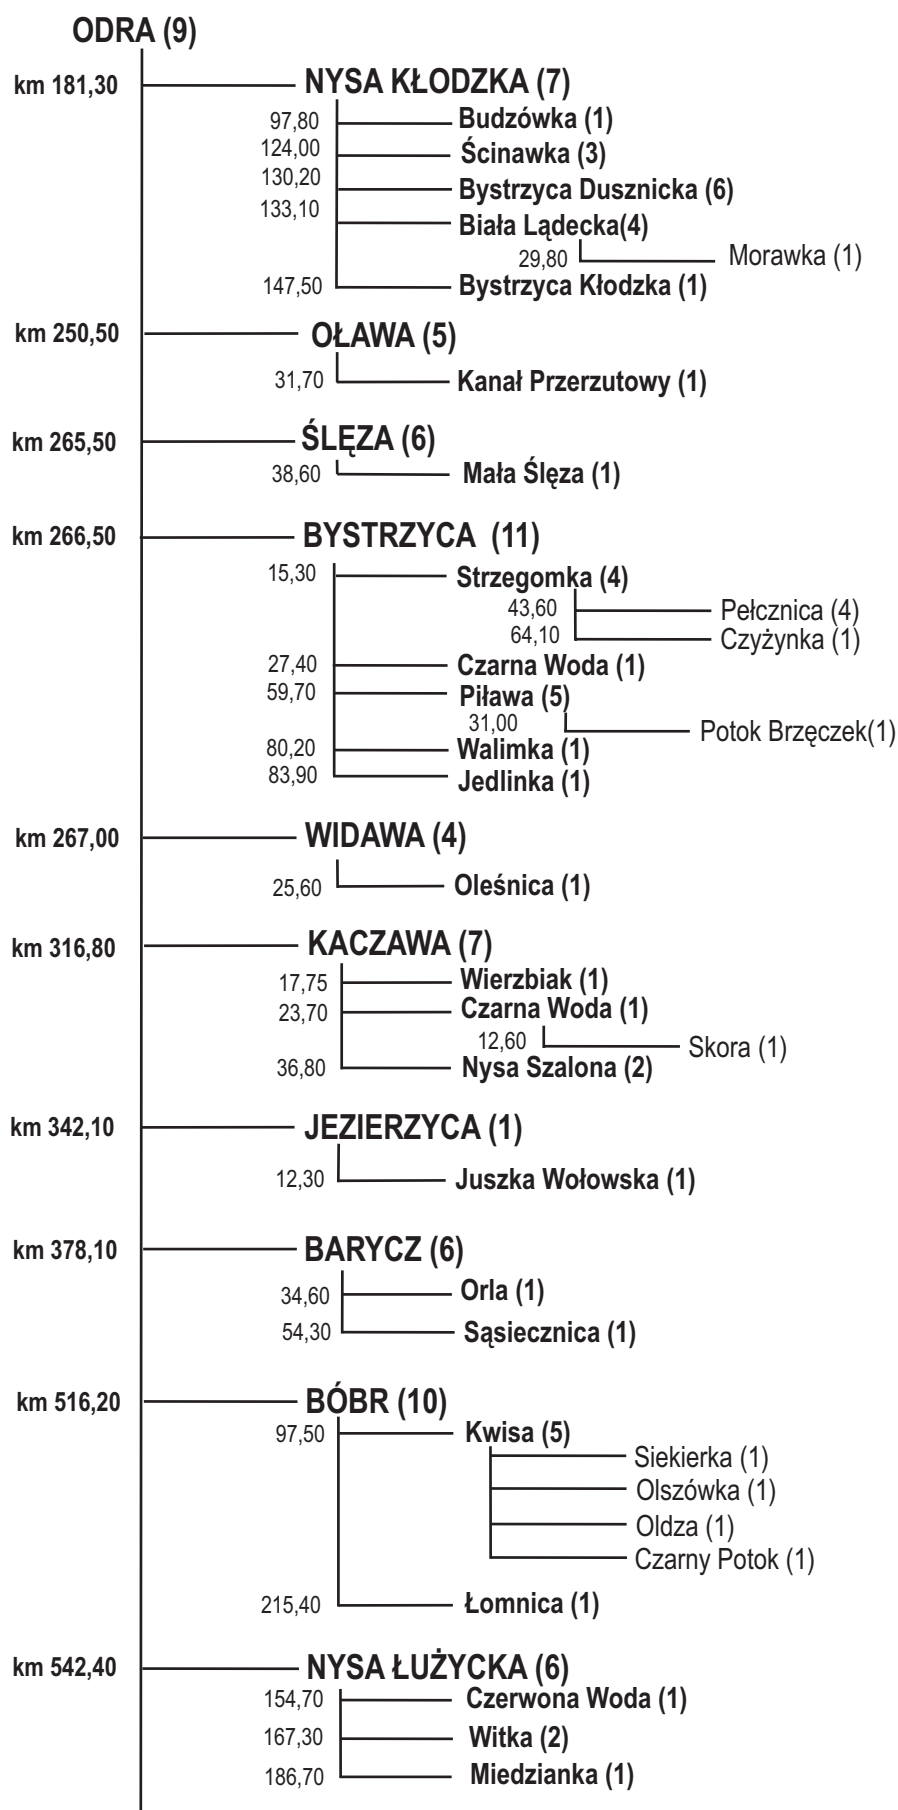 ODRA (9)
km 181,30 NYSA KŁODZKA (7)
97,80 Budzówka (1)
124,00 Ścinawka (3)
130,20 Bystrzyca Dusznicka (6)
133,10 Biała Lądecka(4)
29,80 Morawka (1)
147,50 Bystrzyca Kłodzka (1)
km 250,50 OŁAWA (5)
31,70 Kanał Przerzutowy (1)
km 265,50 ŚLĘZA (6)
38,60 Mała Ślęza (1)
km 266,50 BYSTRZYCA (11)
15,30 Strzegomka (4)
43,60 Pełcznica (4)
64,10 Czyżynka (1)
27,40 Czarna Woda (1)
59,70 Piława (5)
31,00 Potok Brzęczek(1)
80,20 Walimka (1)
83,90 Jedlinka (1)
km 267,00 WIDAWA (4)
25,60 Oleśnica (1)
km 316,80 KACZAWA (7)
17,75 Wierzbiak (1)
23,70 Czarna Woda (1)
12,60 Skora (1)
36,80 Nysa Szalona (2)
km 342,10 JEZIERZYCA (1)
12,30 Juszka Wołowska (1)
km 378,10 BARYCZ (6)
34,60 Orla (1)
54,30 Sąsiecznica (1)
km 516,20 BÓBR (10)
97,50 Kwisa (5)
Siekierka (1)
Olszówka (1)
Oldza (1)
Czarny Potok (1)
215,40 Łomnica (1)
km 542,40 NYSA ŁUŻYCKA (6)
154,70 Czerwona Woda (1)
167,30 Witka (2)
186,70 Miedzianka (1)